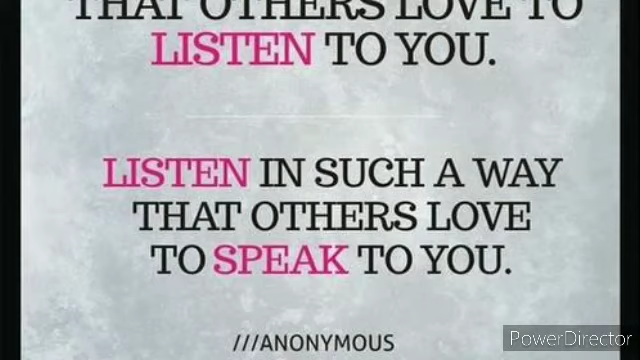 THAT OTHERS LOVE TO
LISTEN TO YOU.
LISTEN IN SUCH A WAY
THAT OTHERS LOVE
TO SPEAK TO YOU.
///ANONYMOUS
PowerDirector